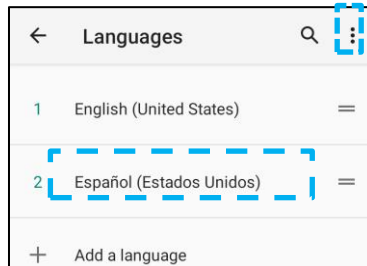 Languages
1 English (United States)
2 Español (Estados Unidos)
Add a language